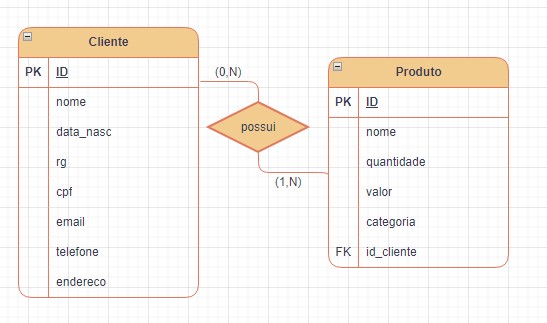 Cliente
PK ID
nome
data_nasc
rg
cpf
email
telefone
endereco
(0,N)
possui
(1,N)
Produto
PK ID
nome
quantidade
valor
categoria
FK id_cliente